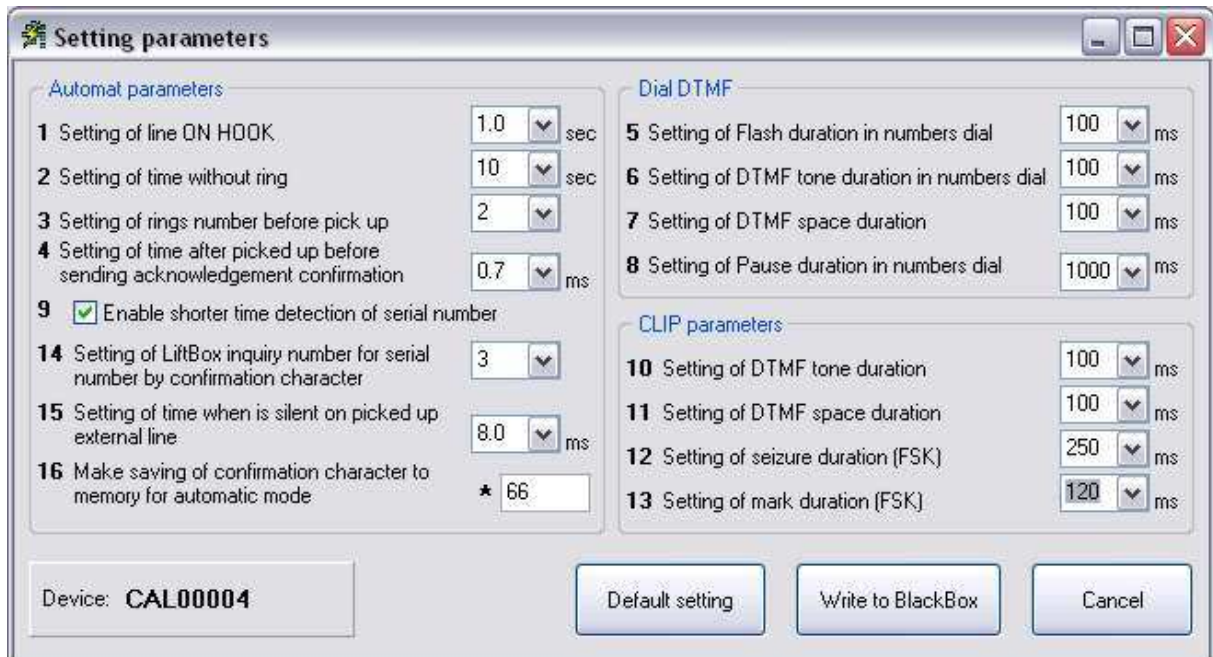 Setting parameters
Automat parameters
1 Setting of line ON HOOK 1.0 sec
2 Setting of time without ring 10 sec
3 Setting of rings number before pick up 2
4 Setting of time after picked up before
sending acknowledgement confirmation 0.7 ms
9 Enable shorter time detection of serial number
14 Setting of LiftBox inquiry number for serial
number by confirmation character 3
15 Setting of time when is silent on picked up
external line 8.0 ms
16 Make saving of confirmation character to
memory for automatic mode * 66
Dial DTMF
5 Setting of Flash duration in numbers dial 100 ms
6 Setting of DTMF tone duration in numbers dial 100 ms
7 Setting of DTMF space duration 100 ms
8 Setting of Pause duration in numbers dial 1000 ms
CLIP parameters
10 Setting of DTMF tone duration 100 ms
11 Setting of DTMF space duration 100 ms
12 Setting of seizure duration (FSK) 250 ms
13 Setting of mark duration (FSK) 120 ms
Device: CAL00004
Default setting
Write to BlackBox
Cancel